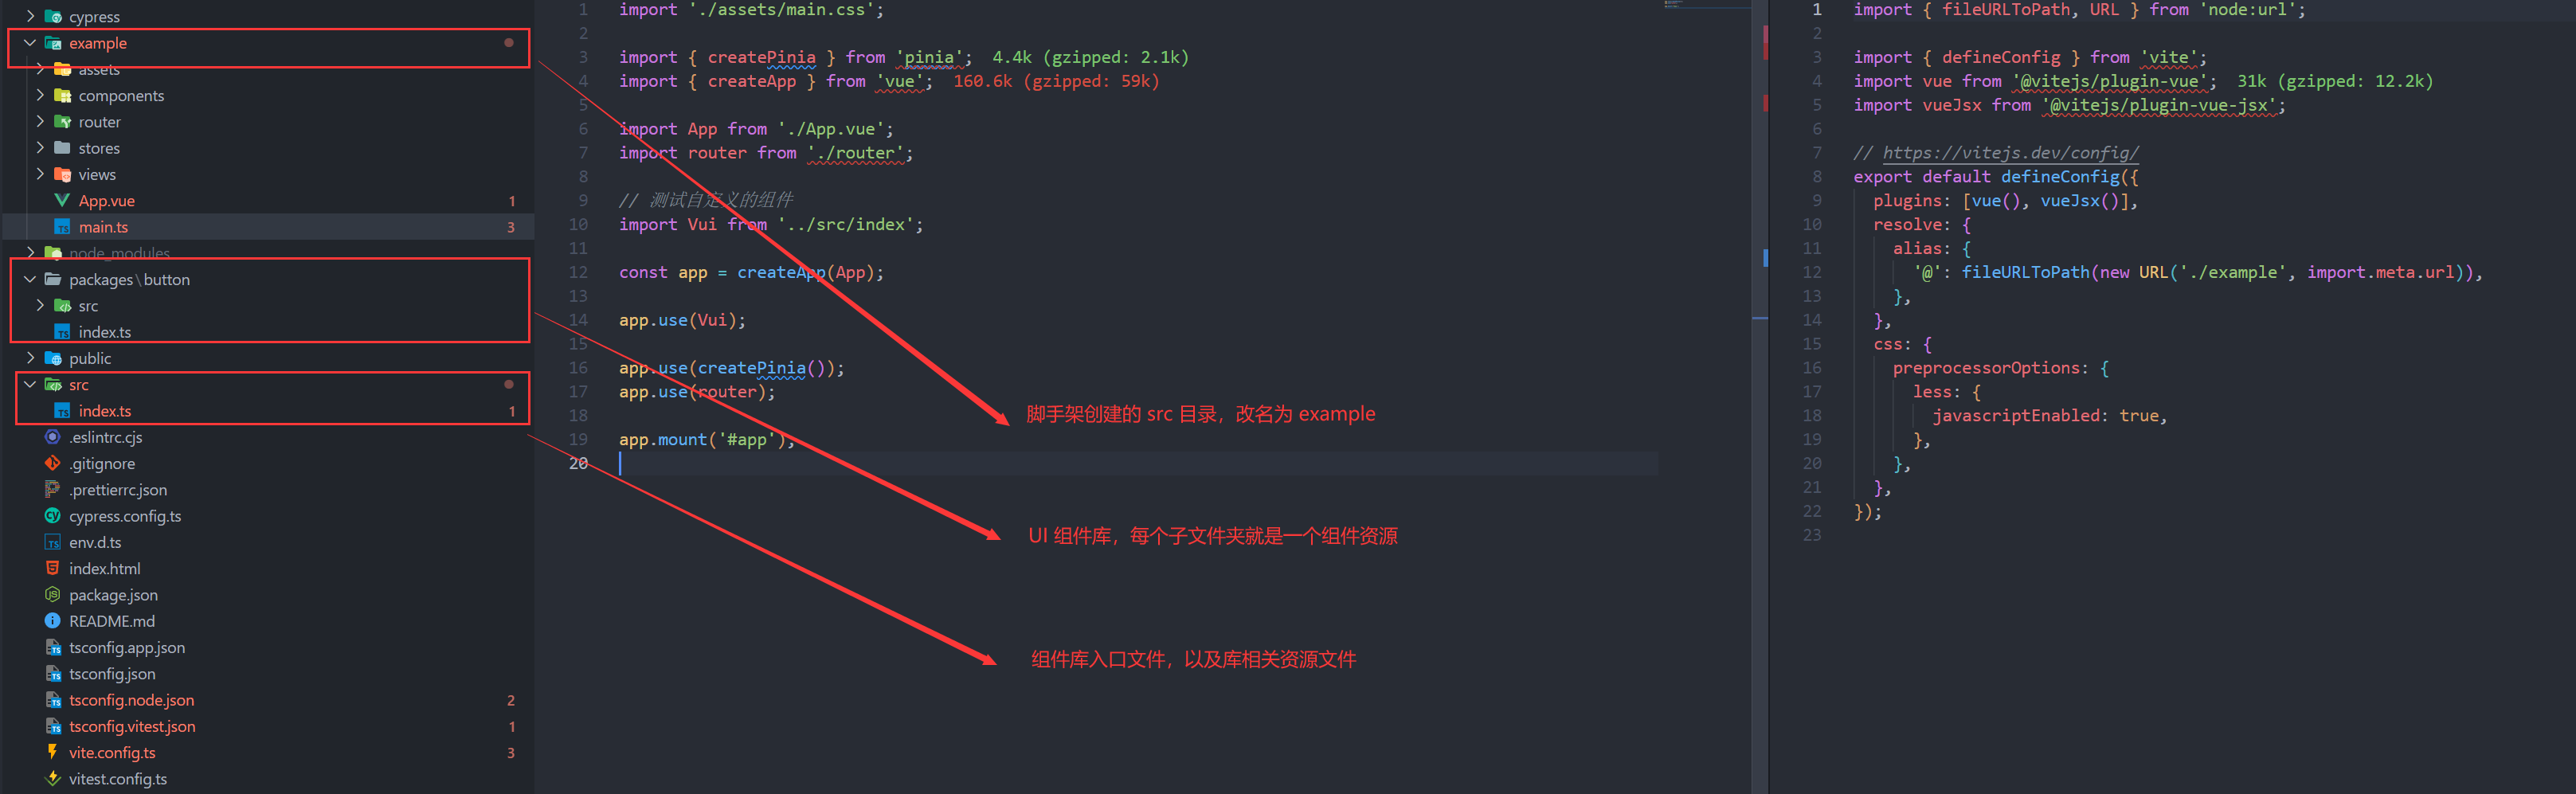 cypress
example
assets
components
router
stores
views
App.vue 1
main.ts 3
node_modules
packages\button
src
index.ts
public
src
index.ts 1
.eslintrc.cjs
.gitignore
.prettierrc.json
cypress.config.ts
env.d.ts
index.html
package.json
README.md
tsconfig.app.json
tsconfig.json
tsconfig.node.json 2
tsconfig.vitest.json 1
vite.config.ts 3
vitest.config.ts
1 import './assets/main.css';
2
3 import { createPinia } from 'pinia'; 4.4k (gzipped: 2.1k)
4 import { createApp } from 'vue'; 160.6k (gzipped: 59k)
5
6 import App from './App.vue';
7 import router from './router';
8
9 // 测试自定义的组件
10 import Vui from '../src/index';
11
12 const app = createApp(App);
13
14 app.use(Vui);
15
16 app.use(createPinia());
17 app.use(router);
18
19 app.mount('#app');
20
脚手架创建的 src 目录，改名为 example
UI 组件库，每个子文件夹就是一个组件资源
组件库入口文件，以及库相关资源文件
1 import { fileURLToPath, URL } from 'node:url';
2
3 import { defineConfig } from 'vite';
4 import vue from '@vitejs/plugin-vue'; 31k (gzipped: 12.2k)
5 import vueJsx from '@vitejs/plugin-vue-jsx';
6
7 // https://vitejs.dev/config/
8 export default defineConfig({
9 plugins: [vue(), vueJsx()],
10 resolve: {
11 alias: {
12 '@': fileURLToPath(new URL('./example', import.meta.url)),
13 },
14 },
15 css: {
16 preprocessorOptions: {
17 less: {
18 javascriptEnabled: true,
19 },
20 },
21 },
22 });
23